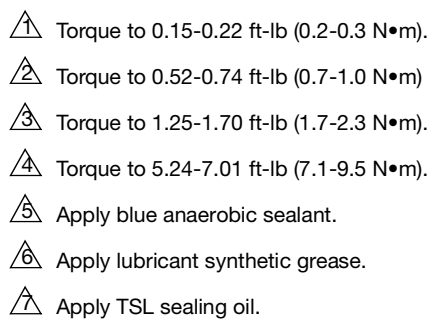 1 Torque to 0.15-0.22 ft-lb (0.2-0.3 N•m).
2 Torque to 0.52-0.74 ft-lb (0.7-1.0 N•m)
3 Torque to 1.25-1.70 ft-lb (1.7-2.3 N•m).
4 Torque to 5.24-7.01 ft-lb (7.1-9.5 N•m).
5 Apply blue anaerobic sealant.
6 Apply lubricant synthetic grease.
7 Apply TSL sealing oil.